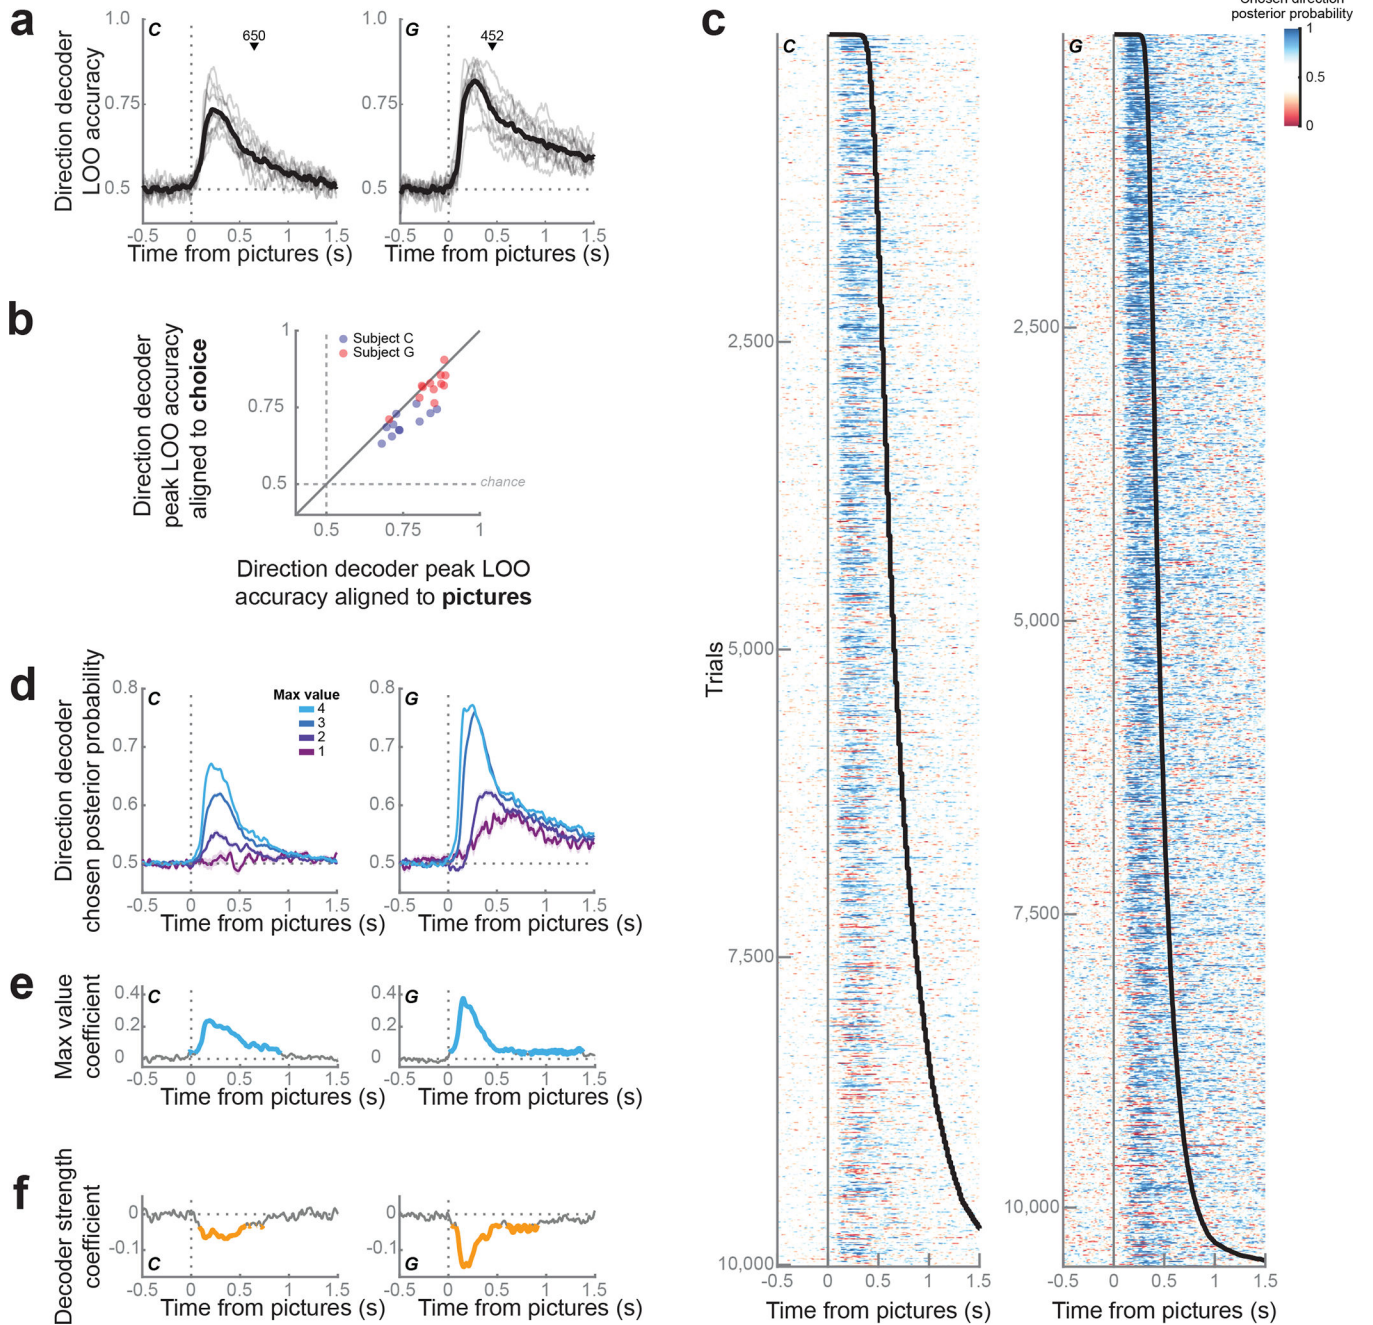 a
Direction decoder
LOO accuracy
C
650
1.0
0.75
0.5
-0.5
0
0.5
1
1.5
Time from pictures (s)
G
452
1.0
0.75
0.5
-0.5
0
0.5
1
1.5
Time from pictures (s)
b
Direction decoder
peak LOO accuracy
aligned to choice
1
0.75
0.5
Subject C
Subject G
chance
0.5
0.75
1
Direction decoder peak LOO
accuracy aligned to pictures
c
Chosen direction
posterior probability
1
0.5
0
Trials
C
2,500
5,000
7,500
10,000
-0.5
0
0.5
1
1.5
Time from pictures (s)
G
2,500
5,000
7,500
10,000
-0.5
0
0.5
1
1.5
Time from pictures (s)
d
Direction decoder
chosen posterior probability
C
0.8
0.7
0.6
0.5
Max value
4
3
2
1
-0.5
0
0.5
1
1.5
Time from pictures (s)
G
0.8
0.7
0.6
0.5
-0.5
0
0.5
1
1.5
Time from pictures (s)
e
Max value
coefficient
C
0.4
0.2
0
-0.5
0
0.5
1
1.5
Time from pictures (s)
G
0.4
0.2
0
-0.5
0
0.5
1
1.5
Time from pictures (s)
f
Decoder strength
coefficient
0
-0.1
C
-0.5
0
0.5
1
1.5
Time from pictures (s)
0
-0.1
G
-0.5
0
0.5
1
1.5
Time from pictures (s)